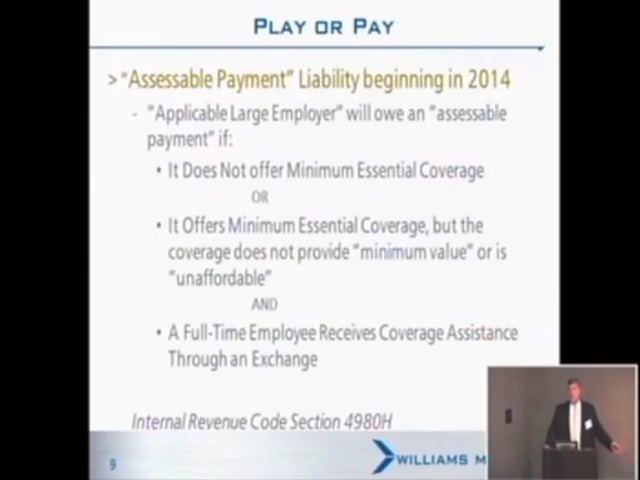 PLAY OR PAY
> "Assessable Payment" Liability beginning in 2014
- "Applicable Large Employer" will owe an "assessable
payment" if:
• It Does Not offer Minimum Essential Coverage
OR
• It Offers Minimum Essential Coverage, but the
coverage does not provide "minimum value" or is
"unaffordable"
AND
• A Full-Time Employee Receives Coverage Assistance
Through an Exchange
Internal Revenue Code Section 4980H
9
WILLIAMS M